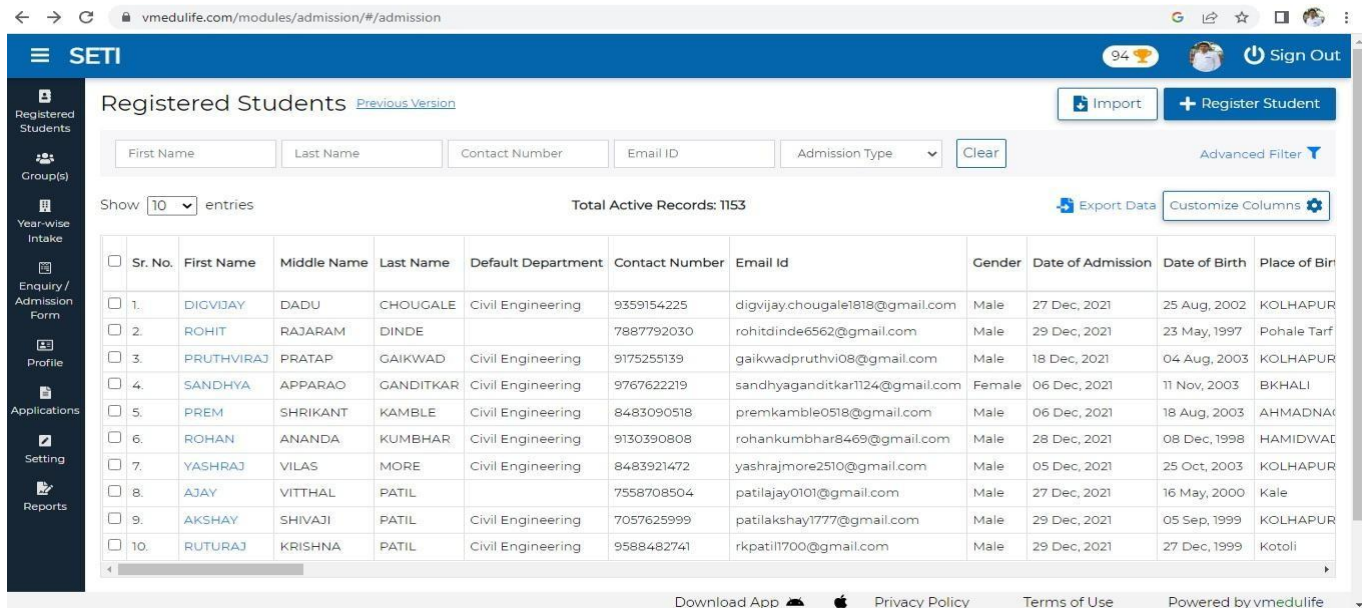 vmedulife.com/modules/admission/#/admission
SETI 94 Sign Out
Registered Students
Group(s)
Year-wise Intake
Enquiry / Admission Form
Profile
Applications
Setting
Reports
Registered Students Previous Version Import Register Student
First Name Last Name Contact Number Email ID Admission Type Clear Advanced Filter
Show 10 entries Total Active Records: 1153 Export Data Customize Columns
Sr. No. First Name Middle Name Last Name Default Department Contact Number Email Id Gender Date of Admission Date of Birth Place of Bir
1. DIGVIJAY DADU CHOUGALE Civil Engineering 9359154225 digvijay.chougale1818@gmail.com Male 27 Dec, 2021 25 Aug, 2002 KOLHAPUR
2. ROHIT RAJARAM DINDE 7887792030 rohitdinde6562@gmail.com Male 29 Dec, 2021 23 May, 1997 Pohale Tarf
3. PRUTHVIRAJ PRATAP GAIKWAD Civil Engineering 9175255139 gaikwadpruthvi08@gmail.com Male 18 Dec, 2021 04 Aug, 2003 KOLHAPUR
4. SANDHYA APPARAO GANDITKAR Civil Engineering 9767622219 sandhyaganditkar1124@gmail.com Female 06 Dec, 2021 11 Nov, 2003 BKHALI
5. PREM SHRIKANT KAMBLE Civil Engineering 8483090518 premkamble0518@gmail.com Male 06 Dec, 2021 18 Aug, 2003 AHMADNA
6. ROHAN ANANDA KUMBHAR Civil Engineering 9130390808 rohankumbhar8469@gmail.com Male 28 Dec, 2021 08 Dec, 1998 HAMIDWAD
7. YASHRAJ VILAS MORE Civil Engineering 8483921472 yashrajmore2510@gmail.com Male 05 Dec, 2021 25 Oct, 2003 KOLHAPUR
8. AJAY VITTHAL PATIL 7558708504 patilajay0101@gmail.com Male 27 Dec, 2021 16 May, 2000 Kale
9. AKSHAY SHIVAJI PATIL Civil Engineering 7057625999 patilakshay1777@gmail.com Male 29 Dec, 2021 05 Sep, 1999 KOLHAPUR
10. RUTURAJ KRISHNA PATIL Civil Engineering 9588482741 rkpatil1700@gmail.com Male 29 Dec, 2021 27 Dec, 1999 Kotoli
Download App Privacy Policy Terms of Use Powered by vmedulife